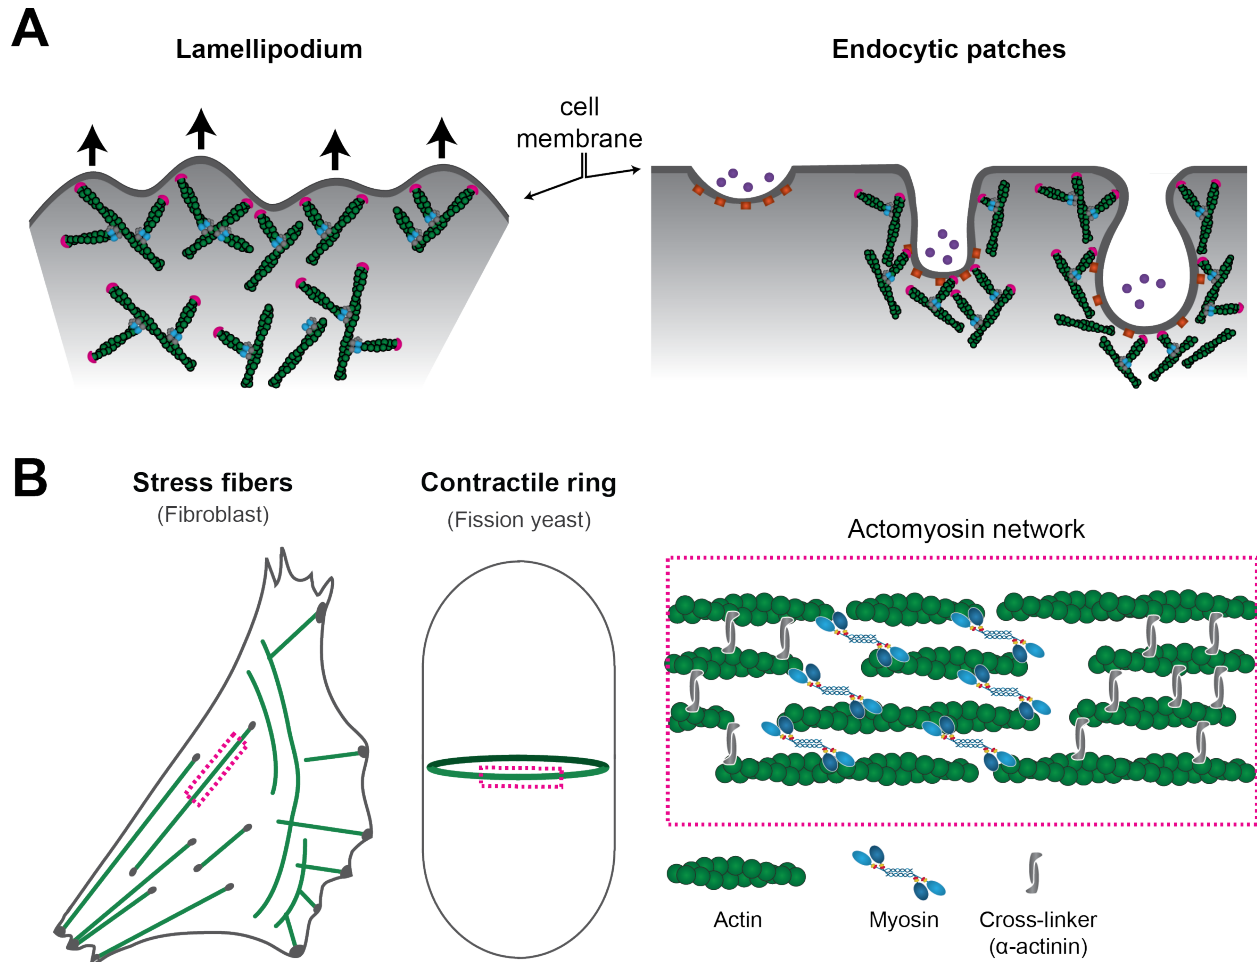 A
Lamellipodium
Endocytic patches
cell
membrane
B
Stress fibers
(Fibroblast)
Contractile ring
(Fission yeast)
Actomyosin network
Actin
Myosin
Cross-linker
(α-actinin)